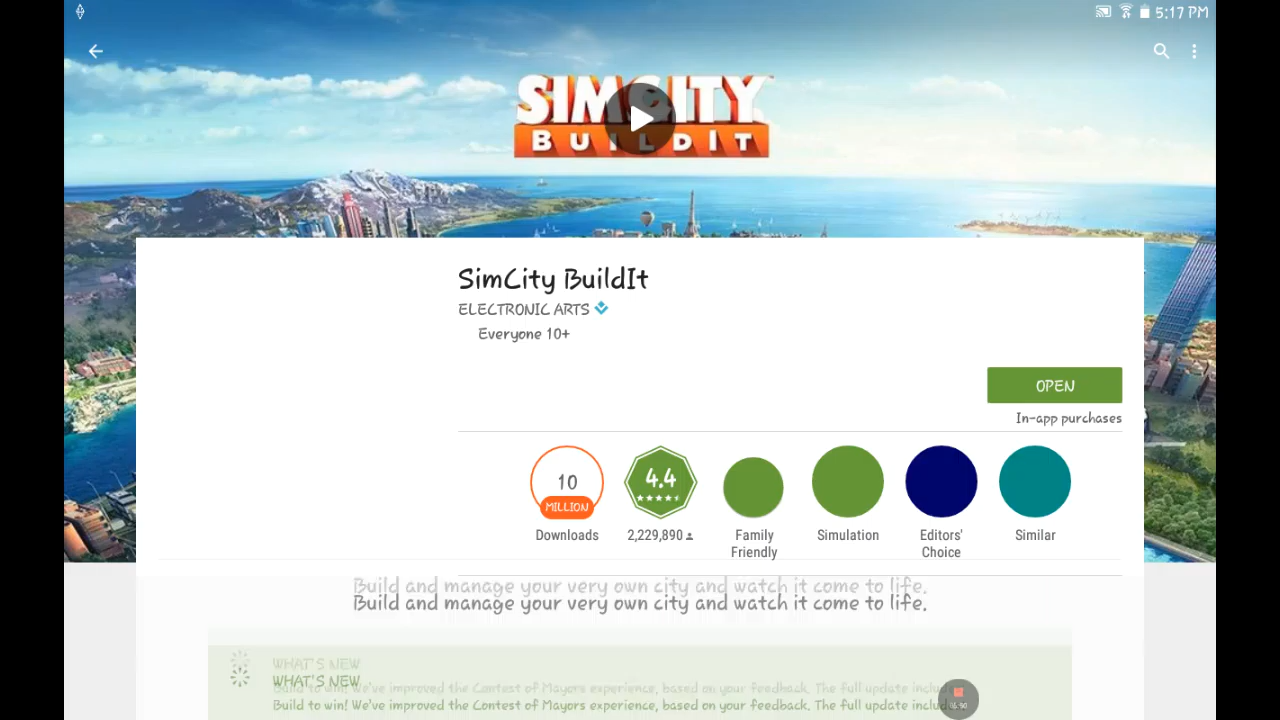 5:17 PM
SIMCITY
BUILDIT
SimCity BuildIt
ELECTRONIC ARTS
Everyone 10+
OPEN
In-app purchases
10
MILLION
4.4
Downloads
2,229,890
Family
Friendly
Simulation
Editors'
Choice
Similar
Build and manage your very own city and watch it come to life.
Build and manage your very own city and watch it come to life.
WHAT'S NEW
WHAT'S NEW
Build to win! We've improved the Contest of Mayors experience, based on your feedback. The full update
Build to win! We've improved the Contest of Mayors experience, based on your feedback. The full update